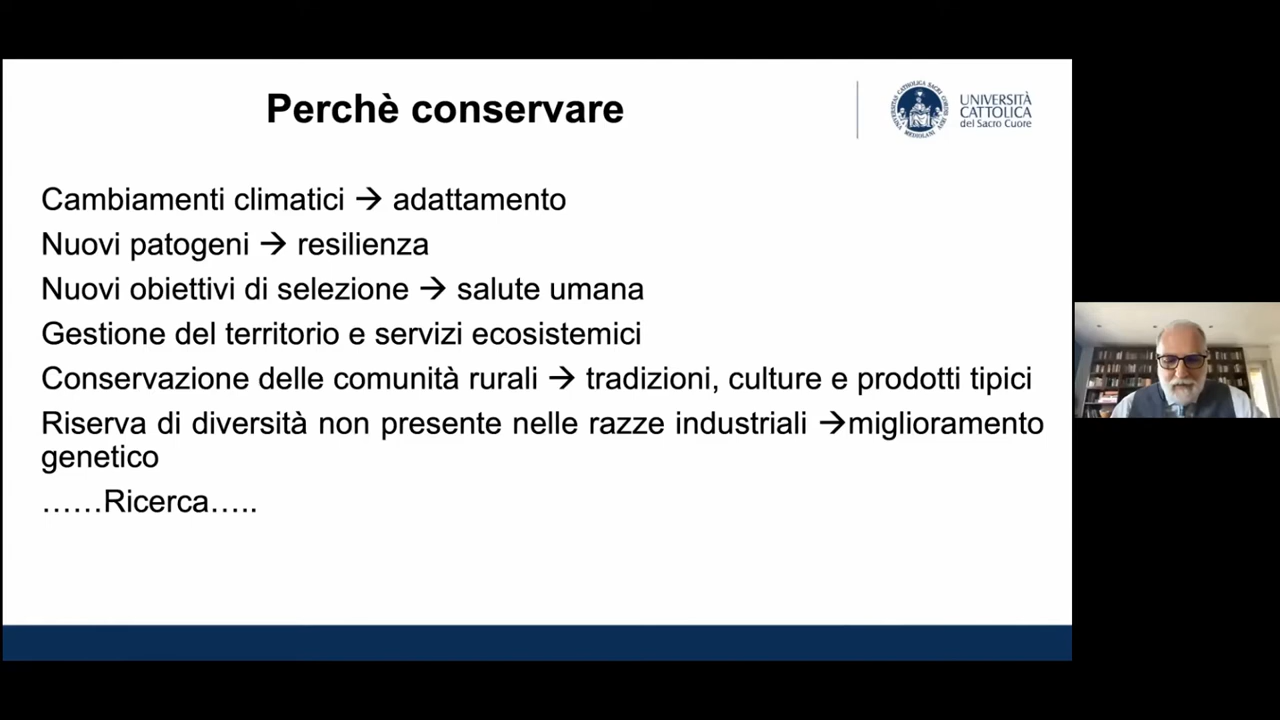 Perchè conservare
UNIVERSITÀ
CATTOLICA
del Sacro Cuore
Cambiamenti climatici → adattamento
Nuovi patogeni → resilienza
Nuovi obiettivi di selezione → salute umana
Gestione del territorio e servizi ecosistemici
Conservazione delle comunità rurali → tradizioni, culture e prodotti tipici
Riserva di diversità non presente nelle razze industriali →miglioramento
genetico
……Ricerca…..